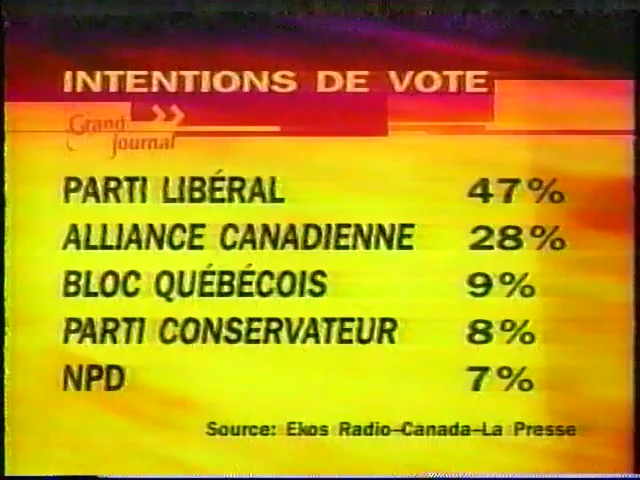 INTENTIONS DE VOTE
Grand
Journal
PARTI LIBÉRAL 47%
ALLIANCE CANADIENNE 28%
BLOC QUÉBÉCOIS 9%
PARTI CONSERVATEUR 8%
NPD 7%
Source: Ekos Radio-Canada-La Presse